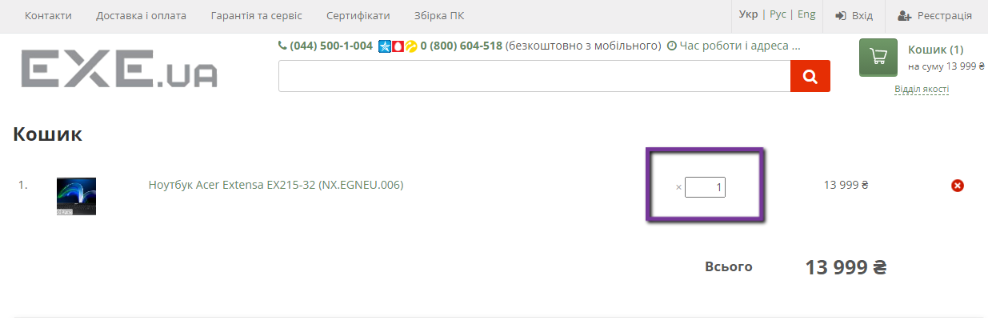 Контакти Доставка і оплата Гарантія та сервіс Сертифікати Збірка ПК Укр | Рус | Eng Вхід Реєстрація
EXE.UA
(044) 500-1-004 0 (800) 604-518 (безкоштовно з мобільного) Час роботи і адреса ...
Кошик (1)
на суму 13 999 ₴
Відділ якості
Кошик
1. Ноутбук Acer Extensa EX215-32 (NX.EGNEU.006) × 1 13 999 ₴
Всього 13 999 ₴